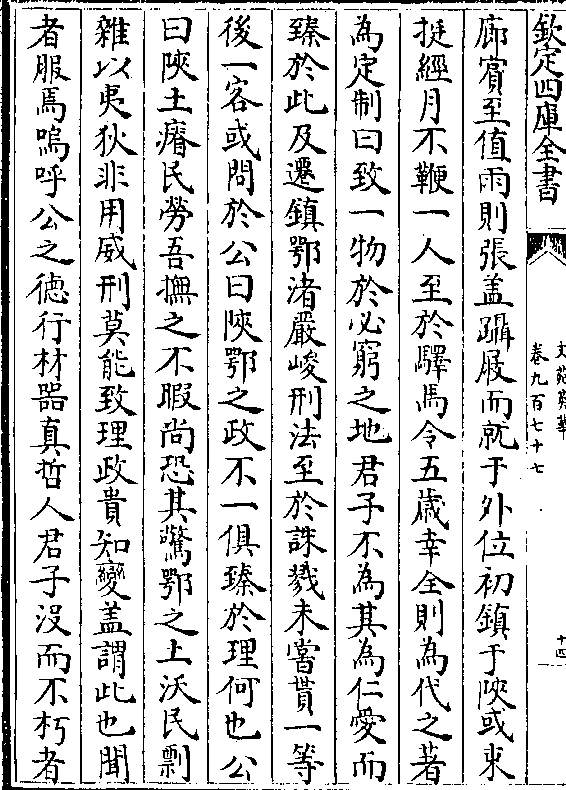 欽定四庫全書
文苑英華
卷九百七十七
十四
廊賓至值雨則張盖躡屐而就于外位初鎮于陜或束
挺經月不鞭一人至於驛馬令五歲幸全則為代之著
為定制曰致一物於必窮之地君子不為其為仁愛而
臻於此及遷鎮鄂渚嚴峻刑法至於誅戮未嘗貰一等
後一客或問於公曰陜鄂之政不一俱臻於理何也公
曰陜土瘠民勞吾撫之不暇尚恐其驚鄂之土沃民剽
雜以夷狄非用威刑莫能致理政貴知變盖謂此也聞
者服焉嗚呼公之徳行材器真哲人君子沒而不朽者